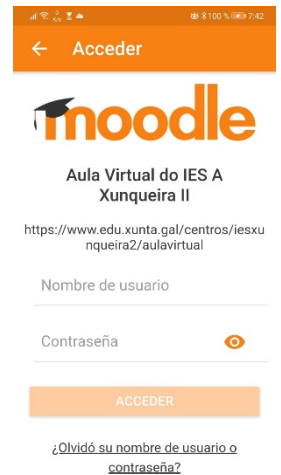 100 % 7:42
Acceder
moodle
Aula Virtual do IES A
Xunqueira II
https://www.edu.xunta.gal/centros/iesxu
nqueira2/aulavirtual
Nombre de usuario
Contraseña
ACCEDER
¿Olvidó su nombre de usuario o
contraseña?